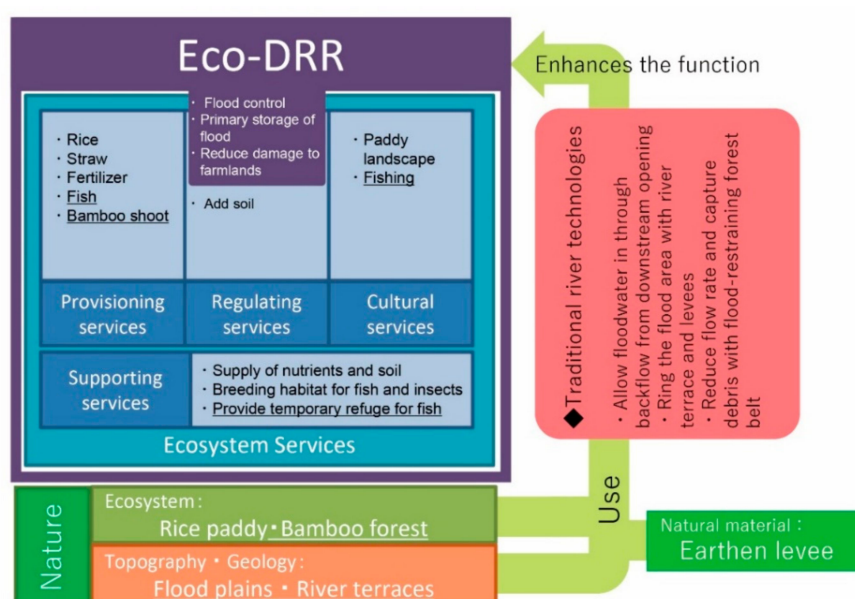 Eco-DRR
Enhances the function
・ Rice
・ Straw
・ Fertilizer
・ Fish
・ Bamboo shoot
・ Flood control
・ Primary storage of
flood
・ Reduce damage to
farmlands
・ Add soil
・ Paddy
landscape
・ Fishing
Provisioning
services
Regulating
services
Cultural
services
Supporting
services
・ Supply of nutrients and soil
・ Breeding habitat for fish and insects
・ Provide temporary refuge for fish
Ecosystem Services
◆Traditional river technologies
・ Allow floodwater in through
backflow from downstream opening
・ Ring the flood area with river
terrace and levees
・ Reduce flow rate and capture
debris with flood-restraining forest
belt
Use
Nature
Ecosystem：
Rice paddy・Bamboo forest
Topography・Geology：
Flood plains・River terraces
Natural material：
Earthen levee